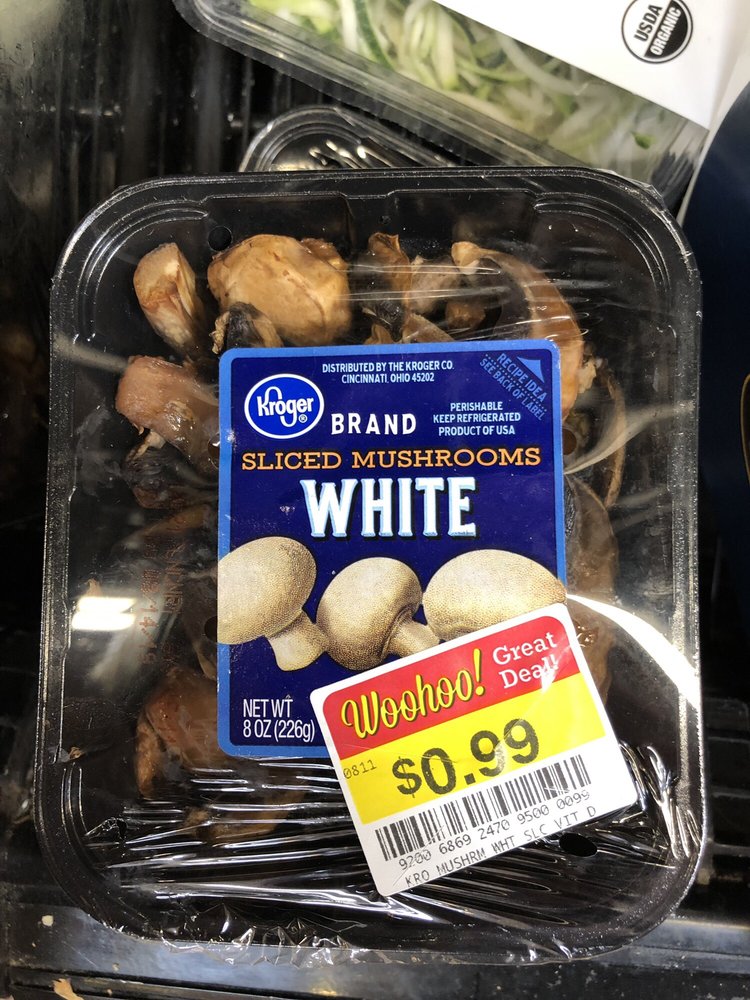 USDA
ORGANIC
DISTRIBUTED BY THE KROGER CO.
CINCINNATI, OHIO 45202
RECIPE IDEA
SEE BACK OF LABEL
Kroger®
BRAND
PERISHABLE
KEEP REFRIGERATED
PRODUCT OF USA
SLICED MUSHROOMS
WHITE
NET WT
8 OZ (226g)
Woohoo! Great
Deal!
0811
$0.99
9200 6869 2470 9500 0099
KRO MUSHRM WHT SLC VIT D